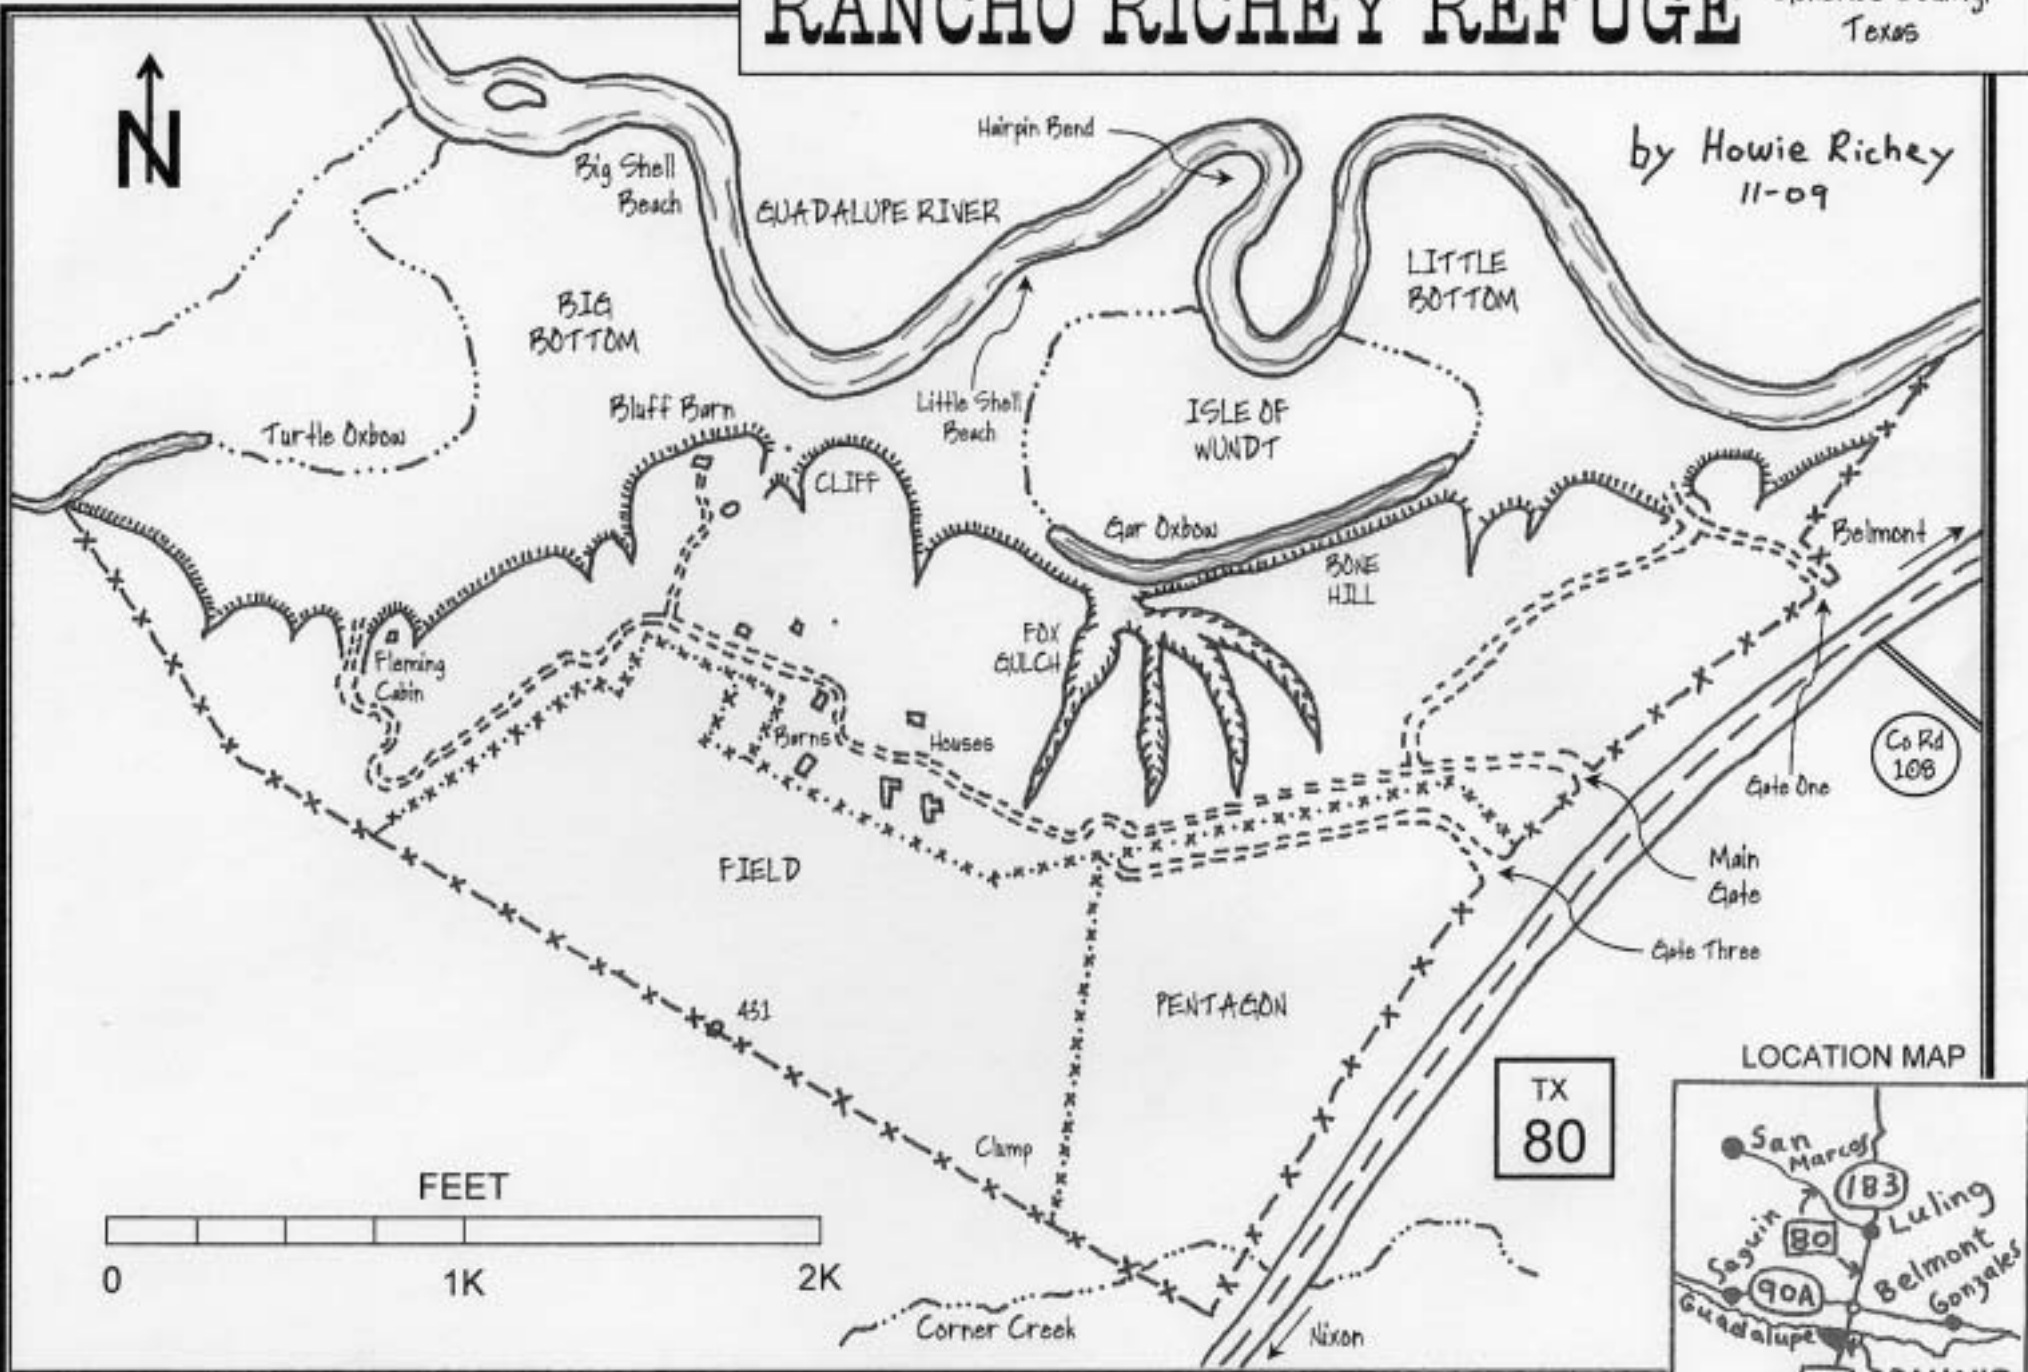 RANCHO RICHEY REFUGE
Texas
N
by Howie Richey
11-09
Hairpin Bend
Big Shell
Beach
GUADALUPE RIVER
LITTLE
BOTTOM
BIG
BOTTOM
Little Shell
Beach
ISLE OF
WUNDT
Bluff Barn
Turtle Oxbow
CLIFF
Gar Oxbow
BONE
HILL
Belmont
FOX
GULCH
Fleming
Cabin
Barns
Houses
Co Rd
108
Gate One
Main
Gate
FIELD
Gate Three
PENTAGON
451
Clamp
TX
80
FEET
0
1K
2K
Corner Creek
Nixon
LOCATION MAP
San
Marcos
183
Luling
Seguin
80
Belmont
90A
Gonzales
Guadalupe